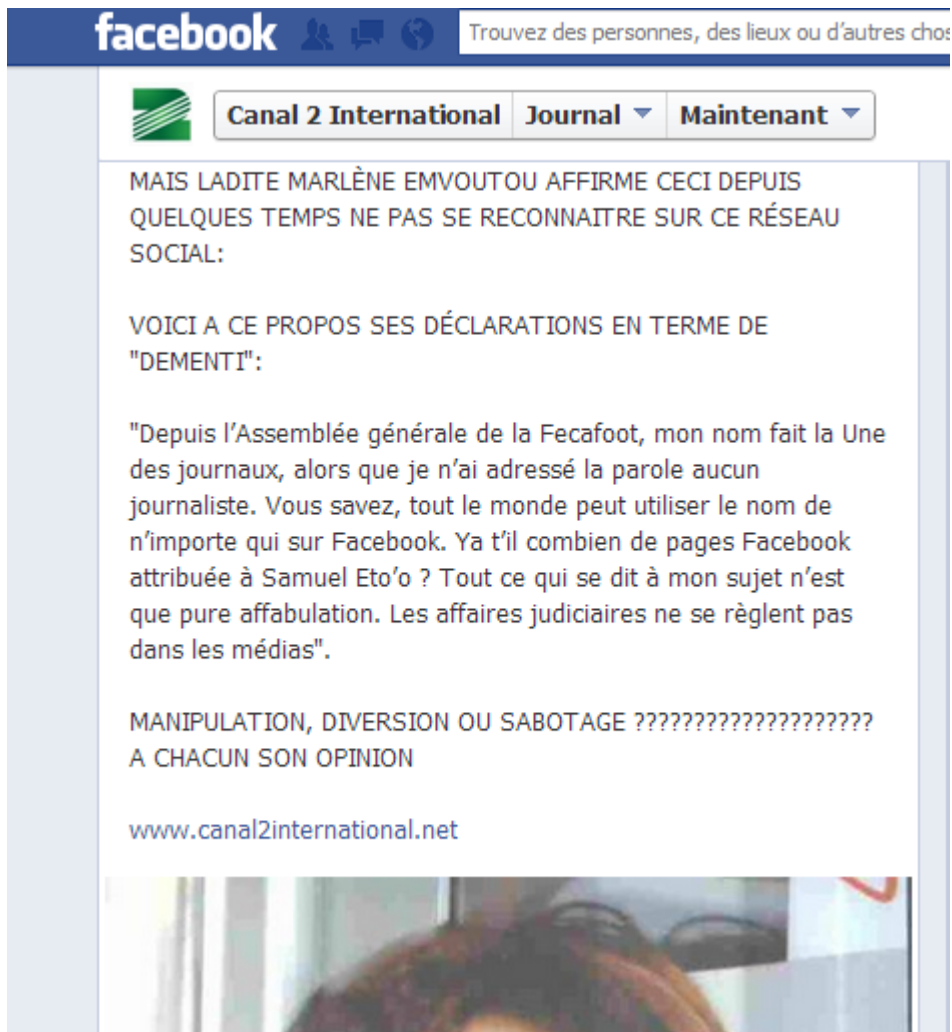 facebook
Trouvez des personnes, des lieux ou d'autres chos
Canal 2 International Journal Maintenant
MAIS LADITE MARLÈNE EMVOUTOU AFFIRME CECI DEPUIS
QUELQUES TEMPS NE PAS SE RECONNAITRE SUR CE RÉSEAU
SOCIAL:
VOICI A CE PROPOS SES DÉCLARATIONS EN TERME DE
"DEMENTI":
"Depuis l'Assemblée générale de la Fecafoot, mon nom fait la Une
des journaux, alors que je n'ai adressé la parole aucun
journaliste. Vous savez, tout le monde peut utiliser le nom de
n'importe qui sur Facebook. Ya t'il combien de pages Facebook
attribuée à Samuel Eto'o ? Tout ce qui se dit à mon sujet n'est
que pure affabulation. Les affaires judiciaires ne se règlent pas
dans les médias".
MANIPULATION, DIVERSION OU SABOTAGE ????????????????????
A CHACUN SON OPINION
www.canal2international.net